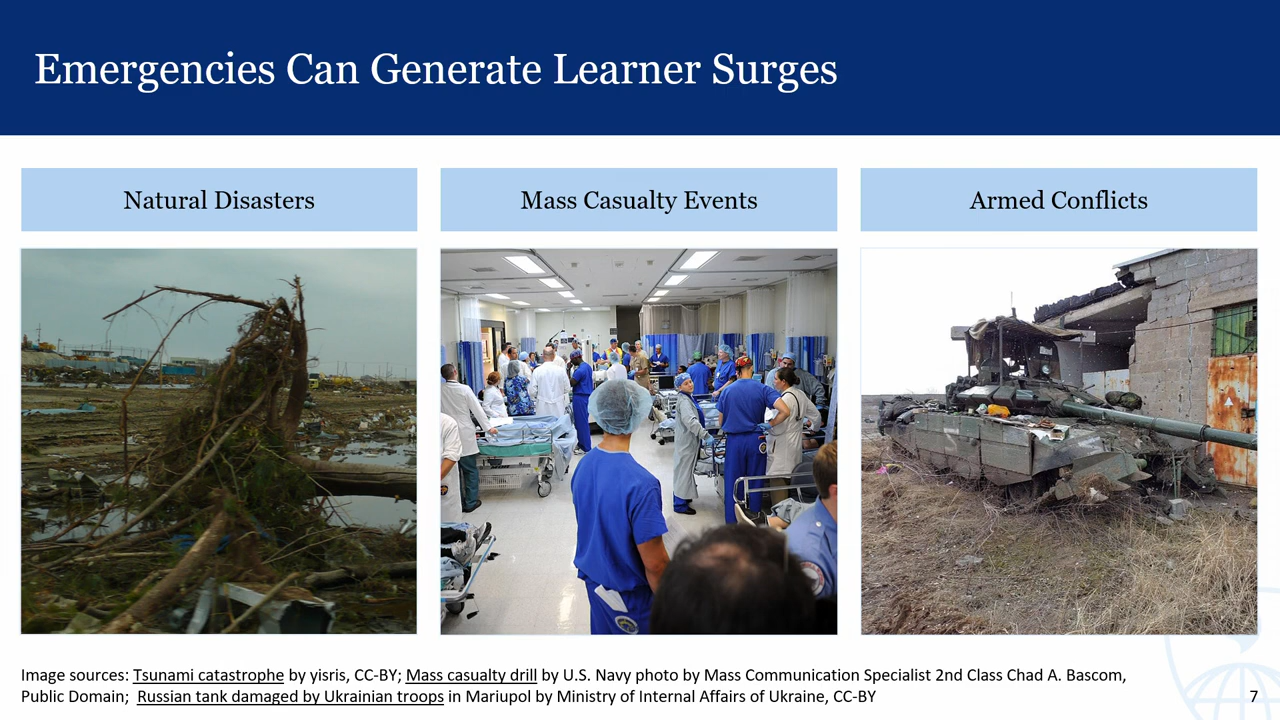 Emergencies Can Generate Learner Surges
Natural Disasters
Mass Casualty Events
Armed Conflicts
Image sources: Tsunami catastrophe by yisris, CC-BY; Mass casualty drill by U.S. Navy photo by Mass Communication Specialist 2nd Class Chad A. Bascom,
Public Domain; Russian tank damaged by Ukrainian troops in Mariupol by Ministry of Internal Affairs of Ukraine, CC-BY
7